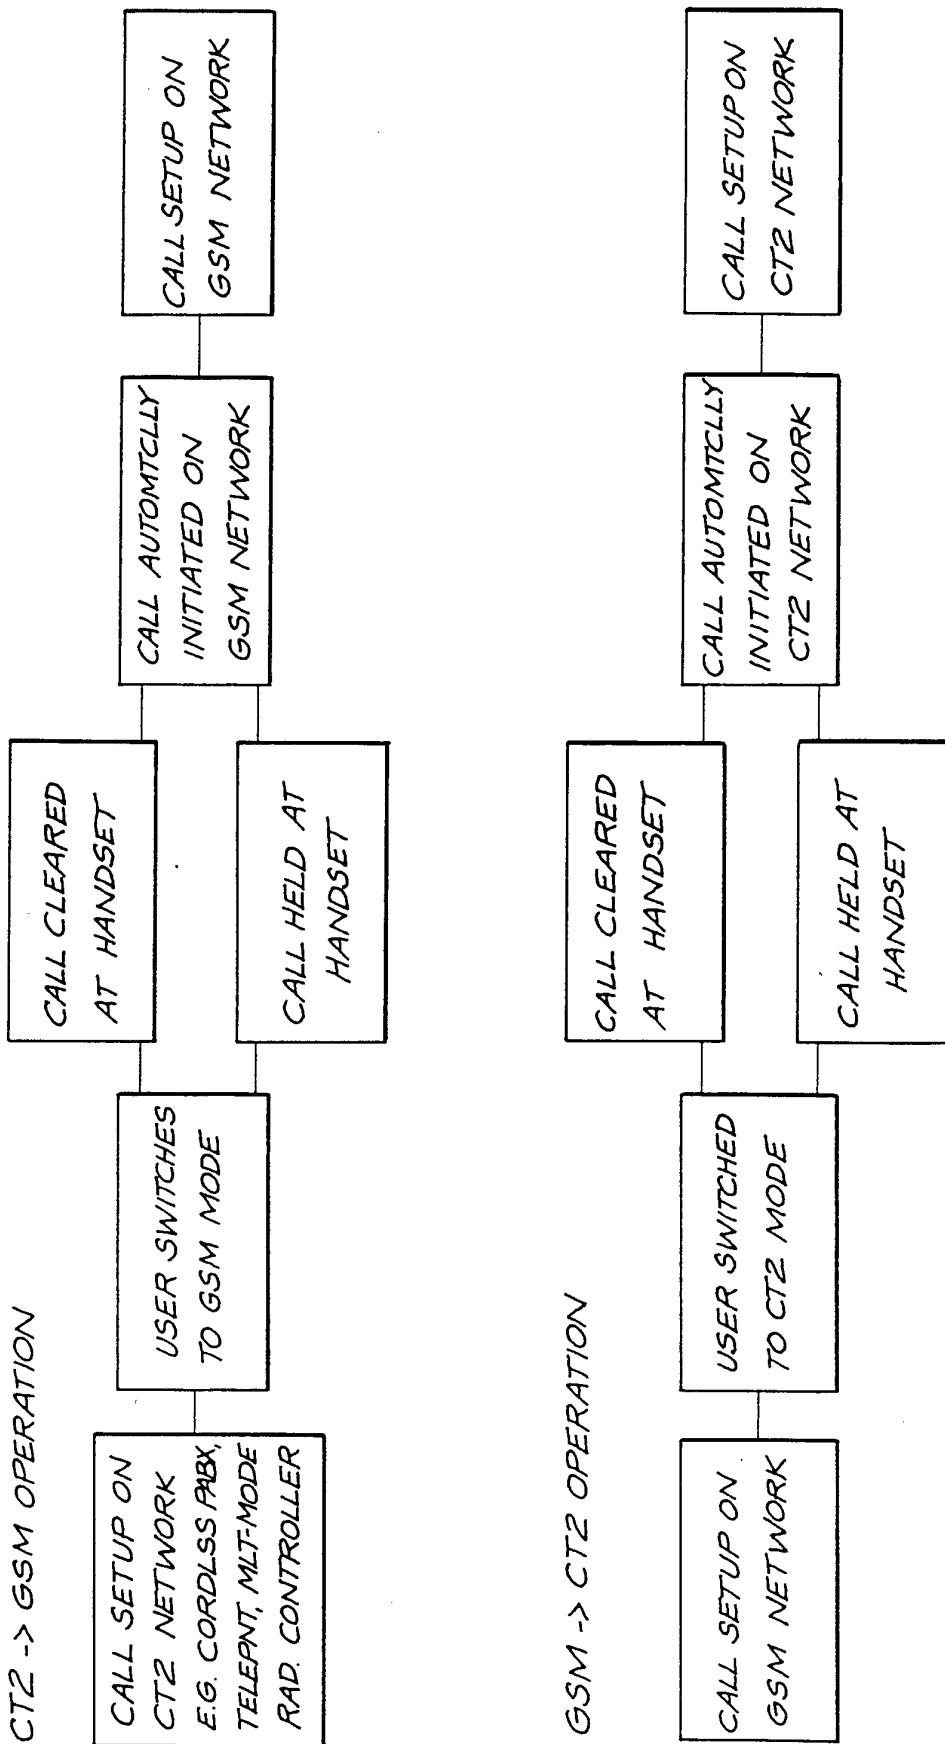 CT2 -> GSM OPERATION
CALL SETUP ON
CT2 NETWORK
E.G. CORDLSS PABX,
TELEPNT, MLT-MODE
RAD. CONTROLLER
USER SWITCHES
TO GSM MODE
CALL CLEARED
AT HANDSET
CALL HELD AT
HANDSET
CALL AUTOMTCLLY
INITIATED ON
GSM NETWORK
CALL SETUP ON
GSM NETWORK
GSM -> CT2 OPERATION
CALL SETUP ON
GSM NETWORK
USER SWITCHED
TO CT2 MODE
CALL CLEARED
AT HANDSET
CALL HELD AT
HANDSET
CALL AUTOMTCLLY
INITIATED ON
CT2 NETWORK
CALL SETUP ON
CT2 NETWORK